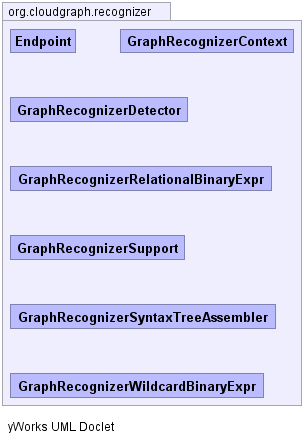 org.cloudgraph.recognizer
Endpoint
GraphRecognizerContext
GraphRecognizerDetector
GraphRecognizerRelationalBinaryExpr
GraphRecognizerSupport
GraphRecognizerSyntaxTreeAssembler
GraphRecognizerWildcardBinaryExpr
yWorks UML Doclet